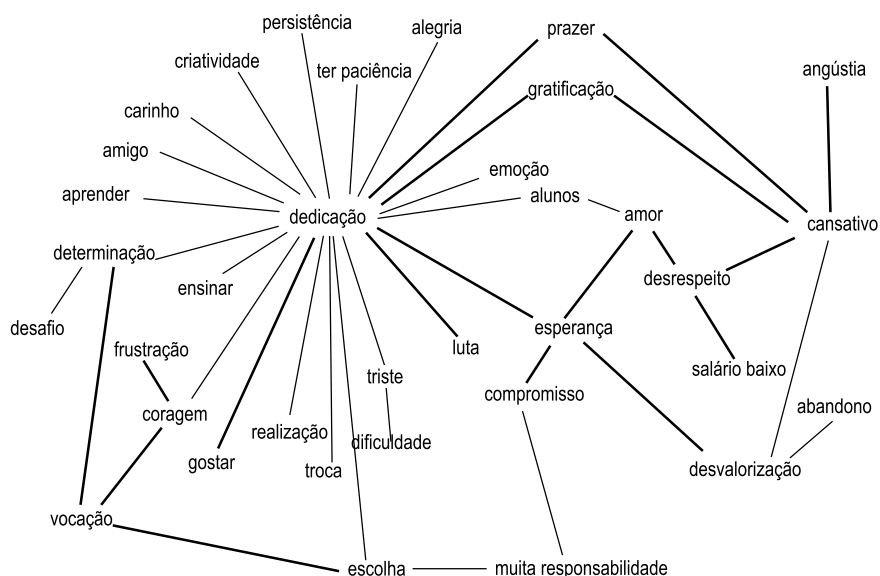 persistência
alegria
prazer
criatividade
ter paciência
angústia
gratificação
carinho
amigo
emoção
aprender
alunos
dedicação
amor
cansativo
determinação
desrespeito
ensinar
desafio
esperança
frustração
luta
salário baixo
triste
compromisso
abandono
coragem
realização
dificuldade
gostar
troca
desvalorização
vocação
escolha
muita responsabilidade